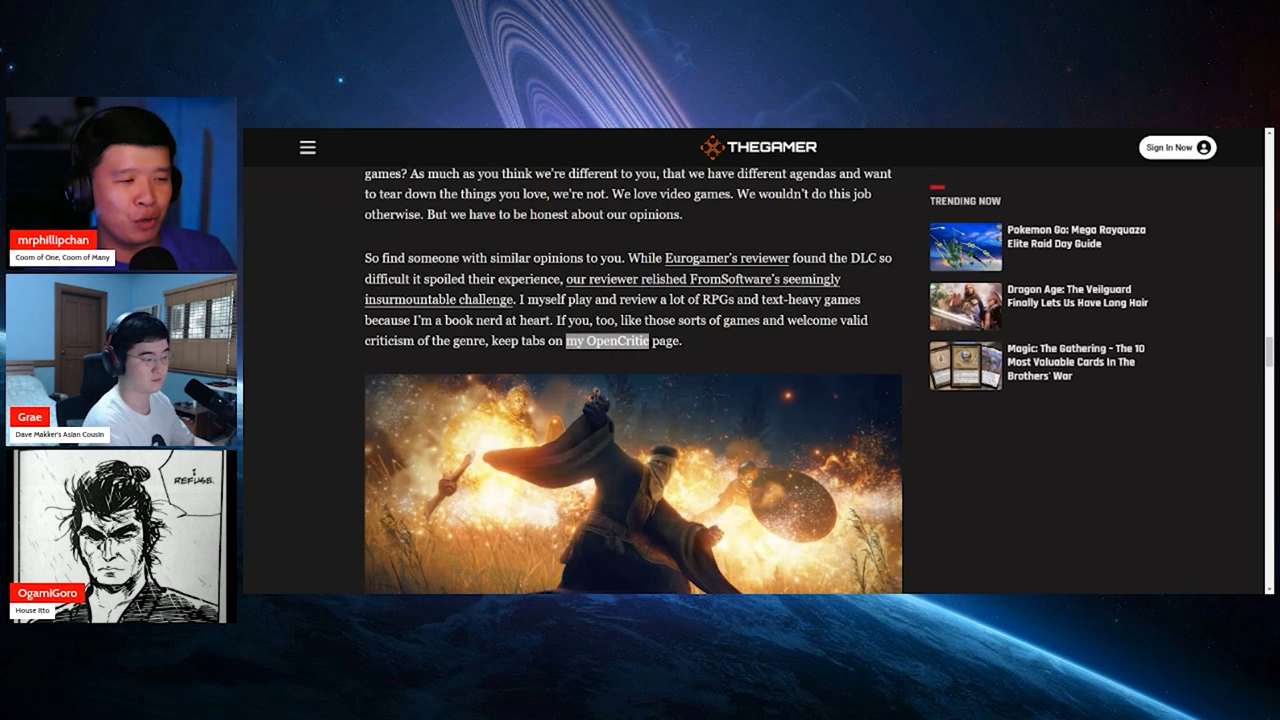 mrphillipchan
Coom of One, Coom of Many
Grae
Dave Makker's Asian Cousin
I
REFUSE.
OgamiGoro
House Itto
THEGAMER
Sign In Now
games? As much as you think we're different to you, that we have different agendas and want
to tear down the things you love, we're not. We love video games. We wouldn't do this job
otherwise. But we have to be honest about our opinions.
So find someone with similar opinions to you. While Eurogamer's reviewer found the DLC so
difficult it spoiled their experience, our reviewer relished FromSoftware's seemingly
insurmountable challenge. I myself play and review a lot of RPGs and text-heavy games
because I'm a book nerd at heart. If you, too, like those sorts of games and welcome valid
criticism of the genre, keep tabs on my OpenCritic page.
TRENDING NOW
Pokemon Go: Mega Rayquaza
Elite Raid Day Guide
Dragon Age: The Veilguard
Finally Lets Us Have Long Hair
Magic: The Gathering - The 10
Most Valuable Cards In The
Brothers' War